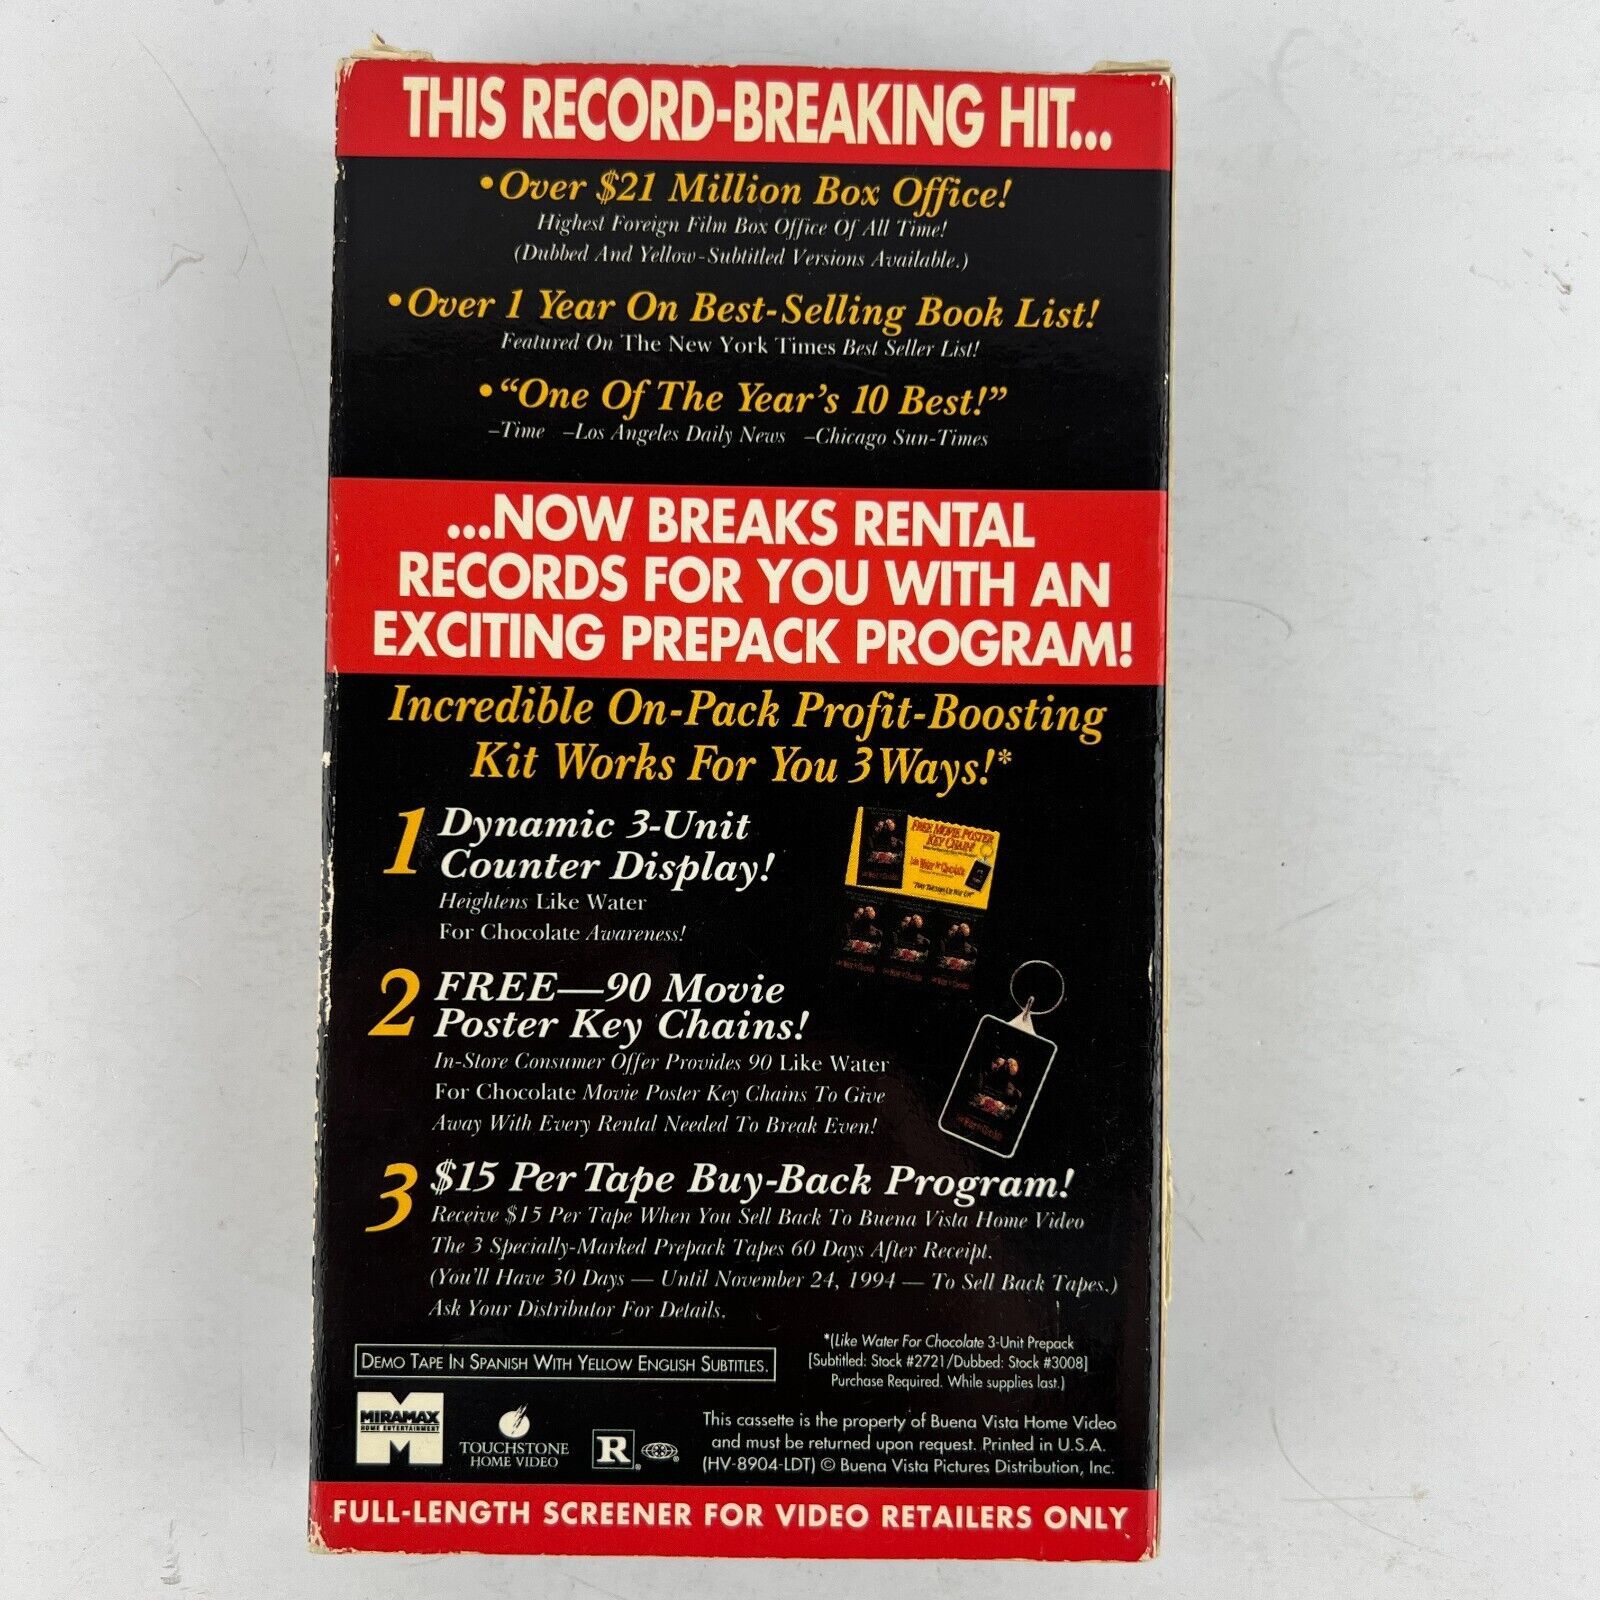 THIS RECORD-BREAKING HIT...
•Over $21 Million Box Office!
Highest Foreign Film Box Office Of All Time!
(Dubbed And Yellow-Subtitled Versions Available.)
•Over 1 Year On Best-Selling Book List!
Featured On The New York Times Best Seller List!
•"One Of The Year's 10 Best!"
–Time –Los Angeles Daily News –Chicago Sun-Times
...NOW BREAKS RENTAL
RECORDS FOR YOU WITH AN
EXCITING PREPACK PROGRAM!
Incredible On-Pack Profit-Boosting
Kit Works For You 3 Ways!*
1 Dynamic 3-Unit
Counter Display!
Heightens Like Water
For Chocolate Awareness!
FREE MOVIE POSTER
KEY CHAIN!
Like Water For Chocolate
2 FREE—90 Movie
Poster Key Chains!
In-Store Consumer Offer Provides 90 Like Water
For Chocolate Movie Poster Key Chains To Give
Away With Every Rental Needed To Break Even!
Like Water For Chocolate
3 $15 Per Tape Buy-Back Program!
Receive $15 Per Tape When You Sell Back To Buena Vista Home Video
The 3 Specially-Marked Prepack Tapes 60 Days After Receipt.
(You'll Have 30 Days — Until November 24, 1994 — To Sell Back Tapes.)
Ask Your Distributor For Details.
*(Like Water For Chocolate 3-Unit Prepack
[Subtitled: Stock #2721/Dubbed: Stock #3008]
Purchase Required. While supplies last.)
DEMO TAPE IN SPANISH WITH YELLOW ENGLISH SUBTITLES.
MIRAMAX
HOME ENTERTAINMENT
TOUCHSTONE
HOME VIDEO
R
This cassette is the property of Buena Vista Home Video
and must be returned upon request. Printed in U.S.A.
(HV-8904-LDT) © Buena Vista Pictures Distribution, Inc.
FULL-LENGTH SCREENER FOR VIDEO RETAILERS ONLY